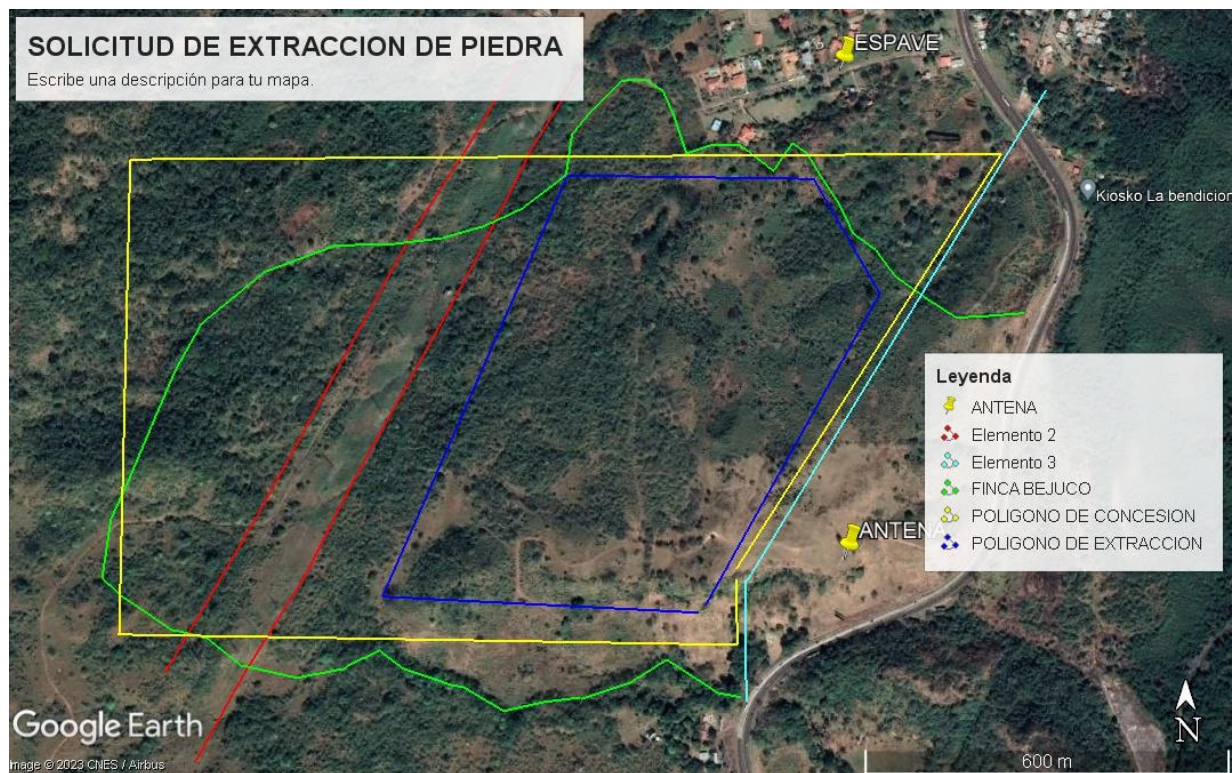 SOLICITUD DE EXTRACCION DE PIEDRA
Escribe una descripción para tu mapa.
ESPAVE
Kiosko La bendicion
Leyenda
ANTENA
Elemento 2
Elemento 3
FINCA BEJUCO
POLIGONO DE CONCESION
POLIGONO DE EXTRACCION
ANTENA
Google Earth
Image © 2023 CNES / Airbus
N
600 m